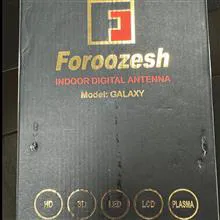 Foroozesh
INDOOR DIGITAL ANTENNA
Model: GALAXY
HD 3D LED LCD PLASMA